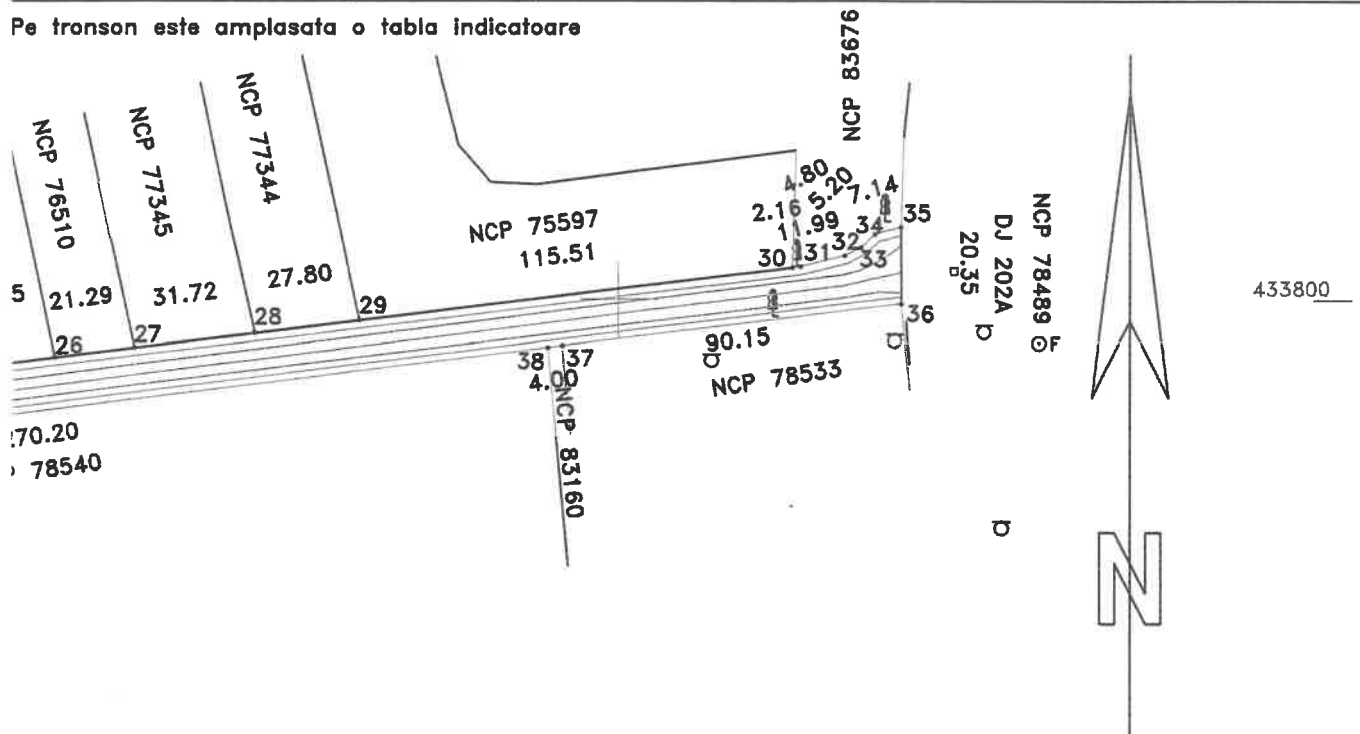 Pe tronson este amplasata o tabla indicatoare
NCP 83676
NCP 76510
NCP 77345
NCP 77344
NCP 75597
115.51
4.80
5.20
7.14
2.16
11.99
5
21.29
31.72
27.80
26
27
28
29
30
31
32
33
34
35
36
37
38
4.00
90.15
NCP 78533
NCP 83160
270.20
78540
NCP 78489
DJ 202A
20.35
F
433800
N